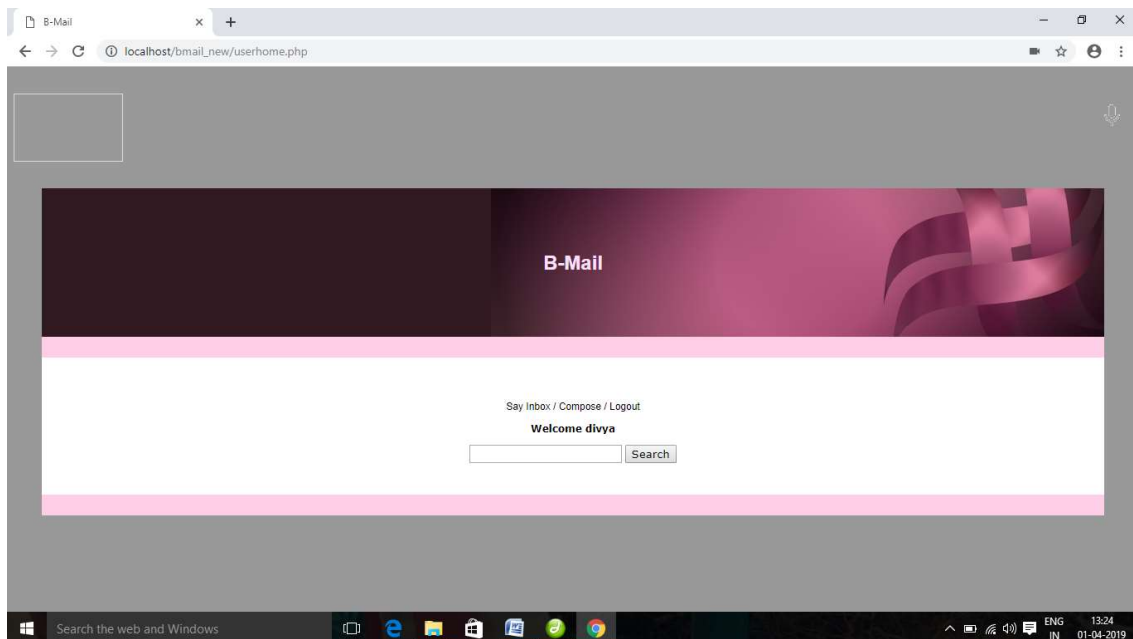 B-Mail
localhost/bmail_new/userhome.php
B-Mail
Say Inbox / Compose / Logout
Welcome divya
Search
Search the web and Windows
ENG
IN
13:24
01-04-2019